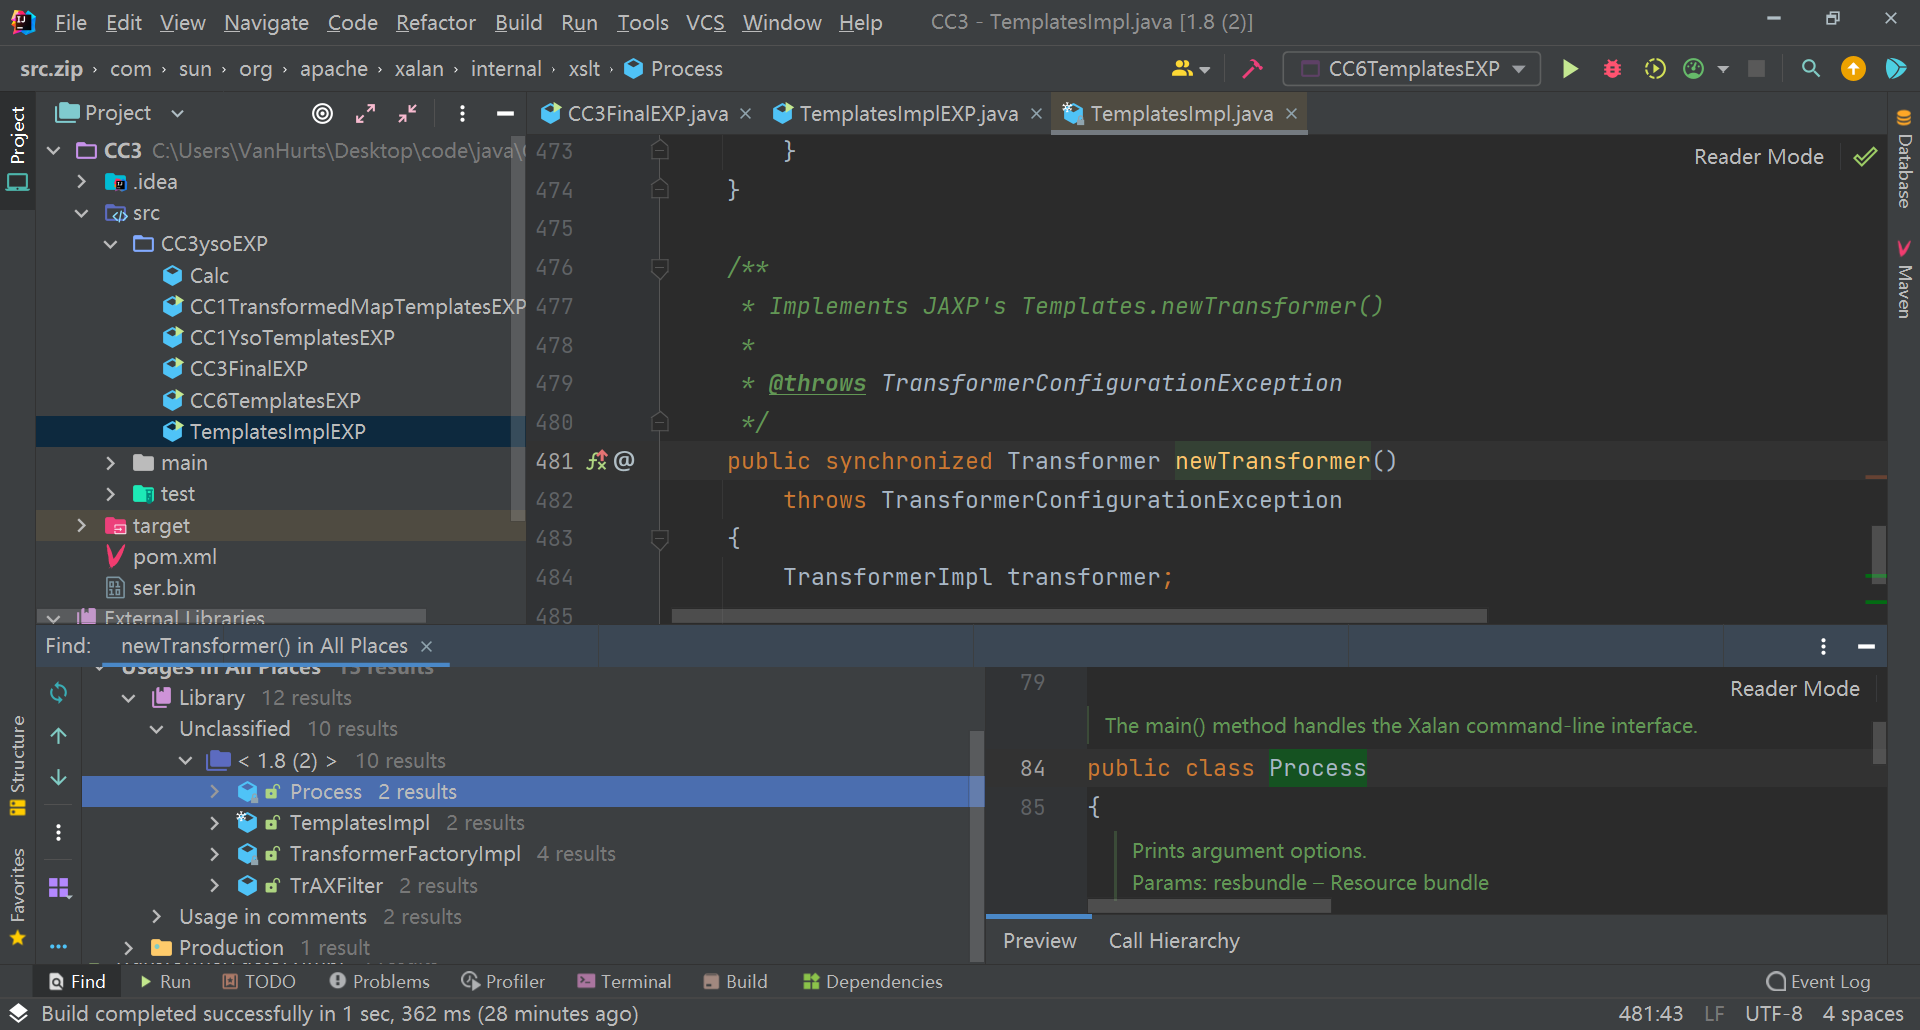 File Edit View Navigate Code Refactor Build Run Tools VCS Window Help CC3 - TemplatesImpl.java [1.8 (2)]
src.zip › com › sun › org › apache › xalan › internal › xslt › Process CC6TemplatesEXP
Project
CC3FinalEXP.java × TemplatesImplEXP.java × TemplatesImpl.java ×
Project
CC3 C:\Users\VanHurts\Desktop\code\java\
.idea
src
CC3ysoEXP
Calc
CC1TransformedMapTemplatesEXP
CC1YsoTemplatesEXP
CC3FinalEXP
CC6TemplatesEXP
TemplatesImplEXP
main
test
target
pom.xml
ser.bin
External Libraries
Reader Mode
473 }
474 }
475
476 /**
477 * Implements JAXP's Templates.newTransformer()
478 *
479 * @throws TransformerConfigurationException
480 */
481 @ public synchronized Transformer newTransformer()
482 throws TransformerConfigurationException
483 {
484 TransformerImpl transformer;
485
Database
Maven
Find: newTransformer() in All Places ×
Usages in All Places 13 results
Library 12 results
Unclassified 10 results
< 1.8 (2) > 10 results
Process 2 results
TemplatesImpl 2 results
TransformerFactoryImpl 4 results
TrAXFilter 2 results
Usage in comments 2 results
Production 1 result
79
Reader Mode
The main() method handles the Xalan command-line interface.
84 public class Process
85 {
Prints argument options.
Params: resbundle – Resource bundle
Preview Call Hierarchy
Structure
Favorites
Find Run TODO Problems Profiler Terminal Build Dependencies Event Log
Build completed successfully in 1 sec, 362 ms (28 minutes ago) 481:43 LF UTF-8 4 spaces